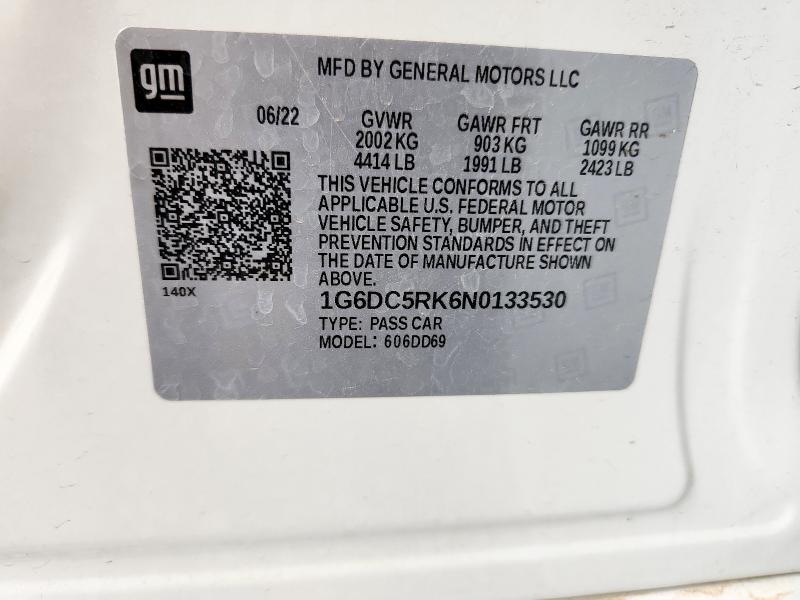 gm
MFD BY GENERAL MOTORS LLC
06/22 GVWR GAWR FRT GAWR RR
2002 KG 903 KG 1099 KG
4414 LB 1991 LB 2423 LB
THIS VEHICLE CONFORMS TO ALL
APPLICABLE U.S. FEDERAL MOTOR
VEHICLE SAFETY, BUMPER, AND THEFT
PREVENTION STANDARDS IN EFFECT ON
THE DATE OF MANUFACTURE SHOWN
ABOVE.
140X
1G6DC5RK6N0133530
TYPE: PASS CAR
MODEL: 606DD69